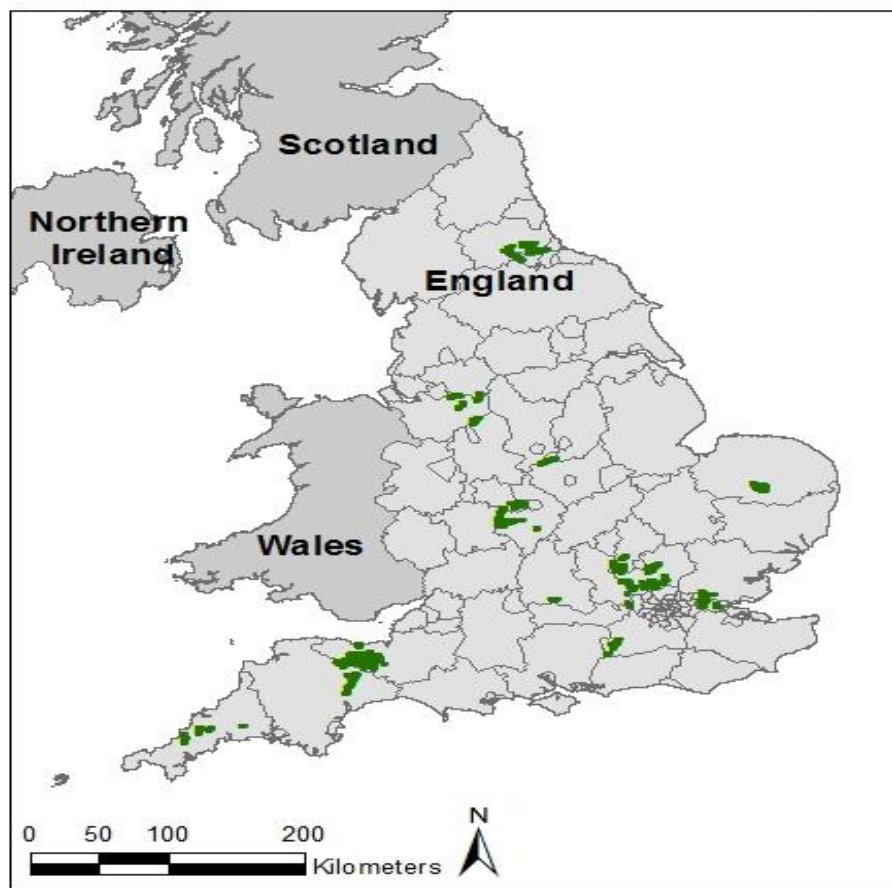 Scotland
Northern
Ireland
England
Wales
N
0 50 100 200
Kilometers